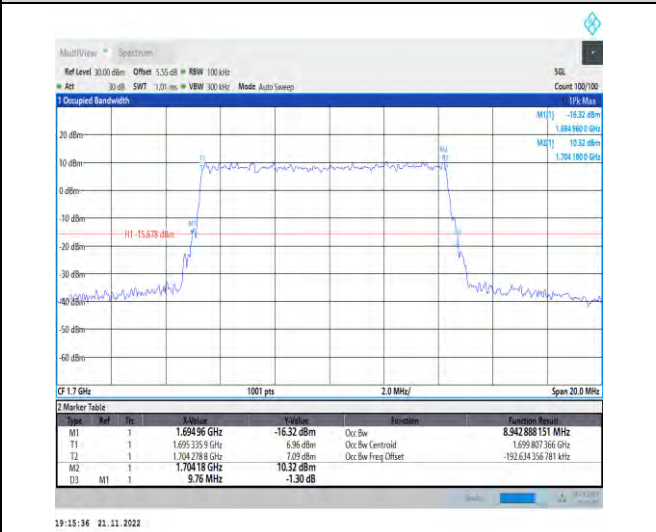 MultiView Spectrum
Ref Level 30.00 dBm Offset 5.55 dB RBW 100 kHz SGL
Att 30 dB SWT 1.01 ms VBW 300 kHz Mode Auto Sweep Count 100/100
1 Occupied Bandwidth 1Pk Max
M1[1] -16.32 dBm
1.694 960 0 GHz
M2[1] 10.32 dBm
1.704 180 0 GHz
20 dBm
10 dBm
0 dBm
-10 dBm
-20 dBm
-30 dBm
-40 dBm
-50 dBm
-60 dBm
T1
M2
T2
M1
H1 -15.678 dBm
CF 1.7 GHz 1001 pts 2.0 MHz/ Span 20.0 MHz
2 Marker Table
Type Ref Trc X-Value Y-Value Function Function Result
M1 1 1.694 96 GHz -16.32 dBm Occ Bw 8.942 888 151 MHz
T1 1 1.695 335 9 GHz 6.96 dBm Occ Bw Centroid 1.699 807 366 GHz
T2 1 1.704 278 8 GHz 7.09 dBm Occ Bw Freq Offset -192.634 356 781 kHz
M2 1 1.704 18 GHz 10.32 dBm
D3 M1 1 9.76 MHz -1.30 dB
19:15:36 21.11.2022